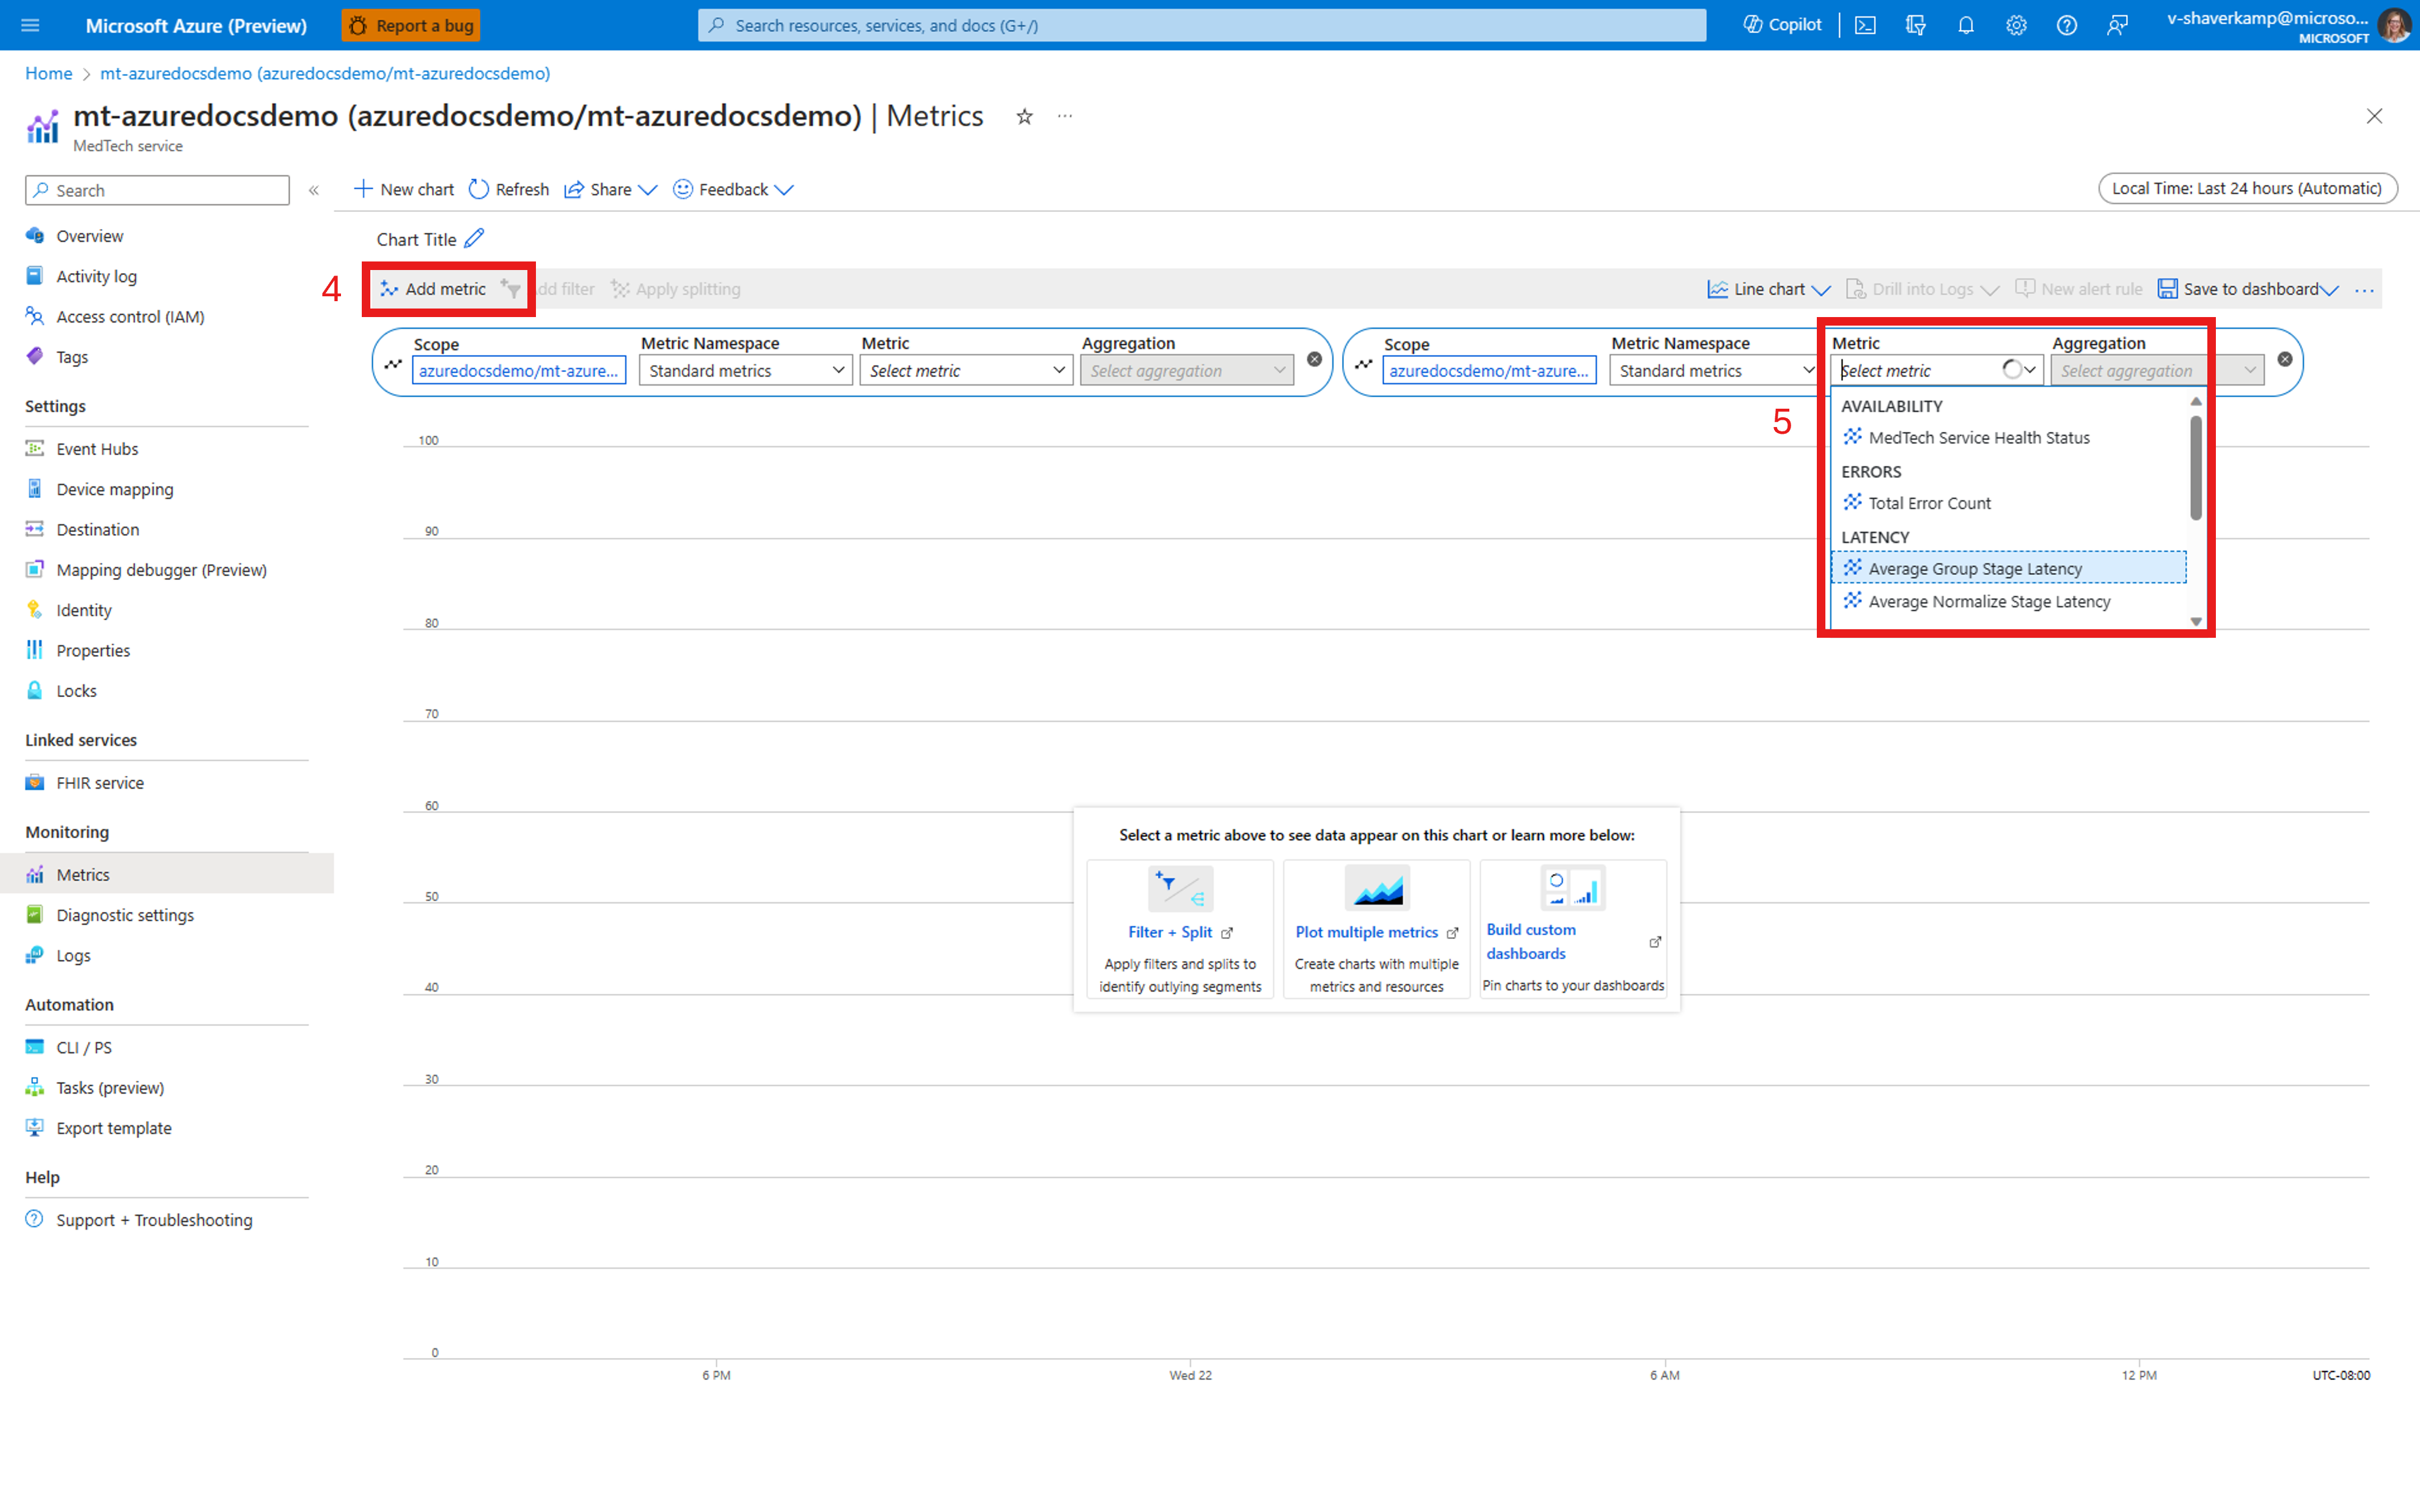 Microsoft Azure (Preview)
Report a bug
Search resources, services, and docs (G+/)
Copilot
v-shaverkamp@microso...
MICROSOFT
Home > mt-azuredocsdemo (azuredocsdemo/mt-azuredocsdemo)
mt-azuredocsdemo (azuredocsdemo/mt-azuredocsdemo) | Metrics
MedTech service
Search
New chart
Refresh
Share
Feedback
Local Time: Last 24 hours (Automatic)
Overview
Activity log
Access control (IAM)
Tags
Settings
Event Hubs
Device mapping
Destination
Mapping debugger (Preview)
Identity
Properties
Locks
Linked services
FHIR service
Monitoring
Metrics
Diagnostic settings
Logs
Automation
CLI / PS
Tasks (preview)
Export template
Help
Support + Troubleshooting
Chart Title
4
Add metric
dd filter
Apply splitting
Line chart
Drill into Logs
New alert rule
Save to dashboard
Scope
azuredocsdemo/mt-azure...
Metric Namespace
Standard metrics
Metric
Select metric
Aggregation
Select aggregation
Scope
azuredocsdemo/mt-azure...
Metric Namespace
Standard metrics
Metric
Select metric
Aggregation
Select aggregation
5
AVAILABILITY
MedTech Service Health Status
ERRORS
Total Error Count
LATENCY
Average Group Stage Latency
Average Normalize Stage Latency
100
90
80
70
60
50
40
30
20
10
0
Select a metric above to see data appear on this chart or learn more below:
Filter + Split
Apply filters and splits to
identify outlying segments
Plot multiple metrics
Create charts with multiple
metrics and resources
Build custom
dashboards
Pin charts to your dashboards
6 PM
Wed 22
6 AM
12 PM
UTC-08:00